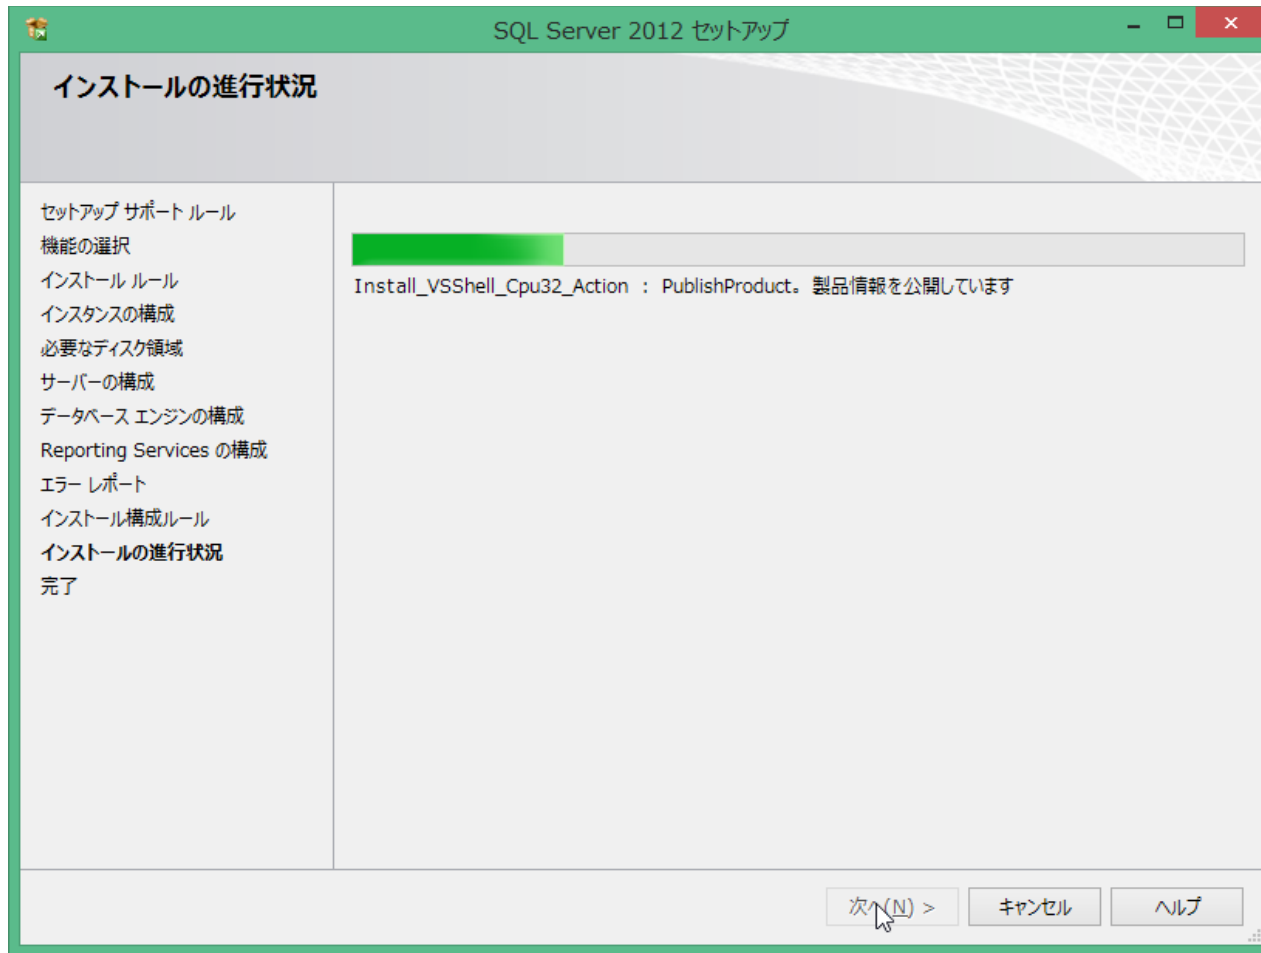 SQL Server 2012 セットアップ
インストールの進行状況
セットアップ サポート ルール
機能の選択
インストール ルール
インスタンスの構成
必要なディスク領域
サーバーの構成
データベース エンジンの構成
Reporting Services の構成
エラー レポート
インストール構成ルール
インストールの進行状況
完了
Install_VSShell_Cpu32_Action : PublishProduct。製品情報を公開しています
次へ(N) >
キャンセル
ヘルプ